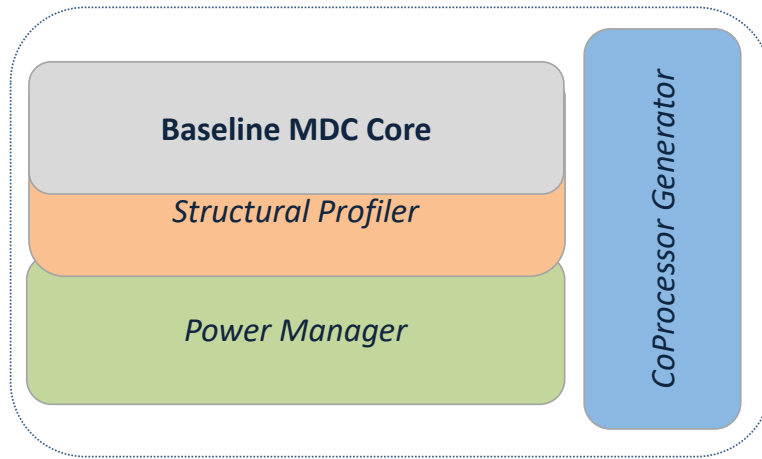 Baseline MDC Core
Structural Profiler
Power Manager
CoProcessor Generator